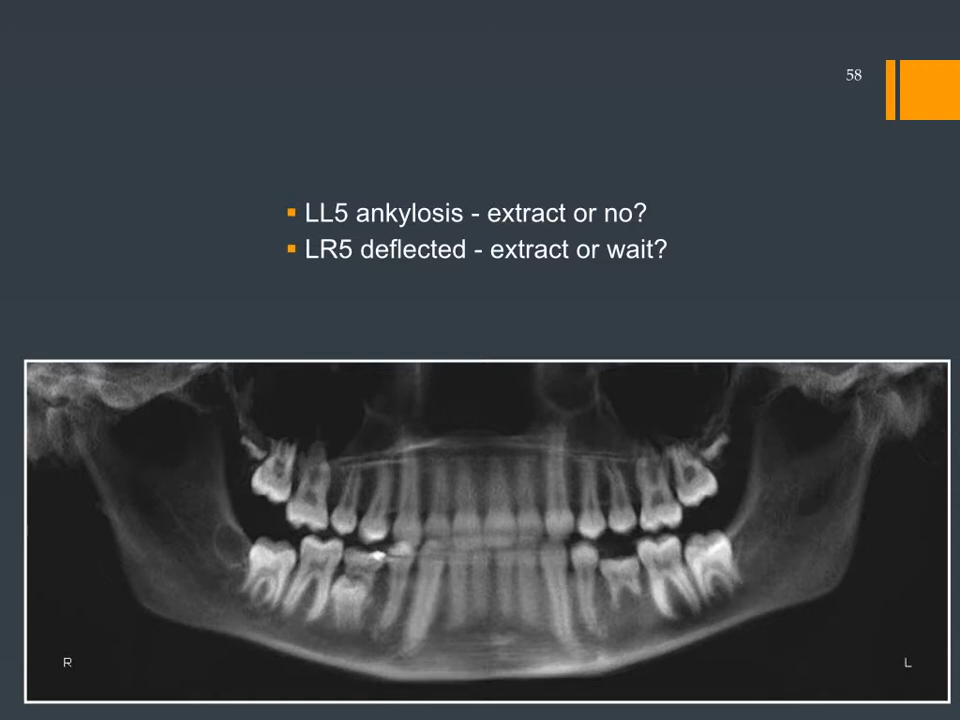 58
▪ LL5 ankylosis - extract or no?
▪ LR5 deflected - extract or wait?
R
L